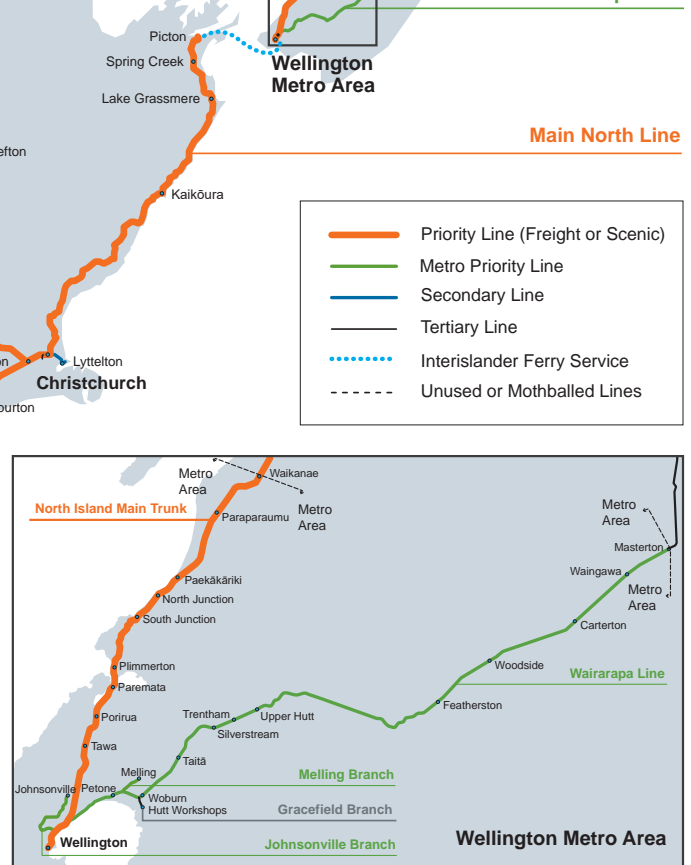 Picton
Spring Creek
Wellington
Metro Area
Lake Grassmere
Main North Line
efton
Kaikōura
Priority Line (Freight or Scenic)
Metro Priority Line
Secondary Line
Tertiary Line
Interislander Ferry Service
Unused or Mothballed Lines
on
Lyttelton
Christchurch
burton
Metro
Area
Waikanae
North Island Main Trunk
Paraparaumu
Metro
Area
Metro
Area
Masterton
Paekākāriki
Waingawa
North Junction
Metro
Area
South Junction
Carterton
Plimmerton
Woodside
Wairarapa Line
Paremata
Featherston
Porirua
Trentham
Upper Hutt
Silverstream
Tawa
Taitā
Melling
Melling Branch
Johnsonville
Petone
Woburn
Hutt Workshops
Gracefield Branch
Wellington
Johnsonville Branch
Wellington Metro Area